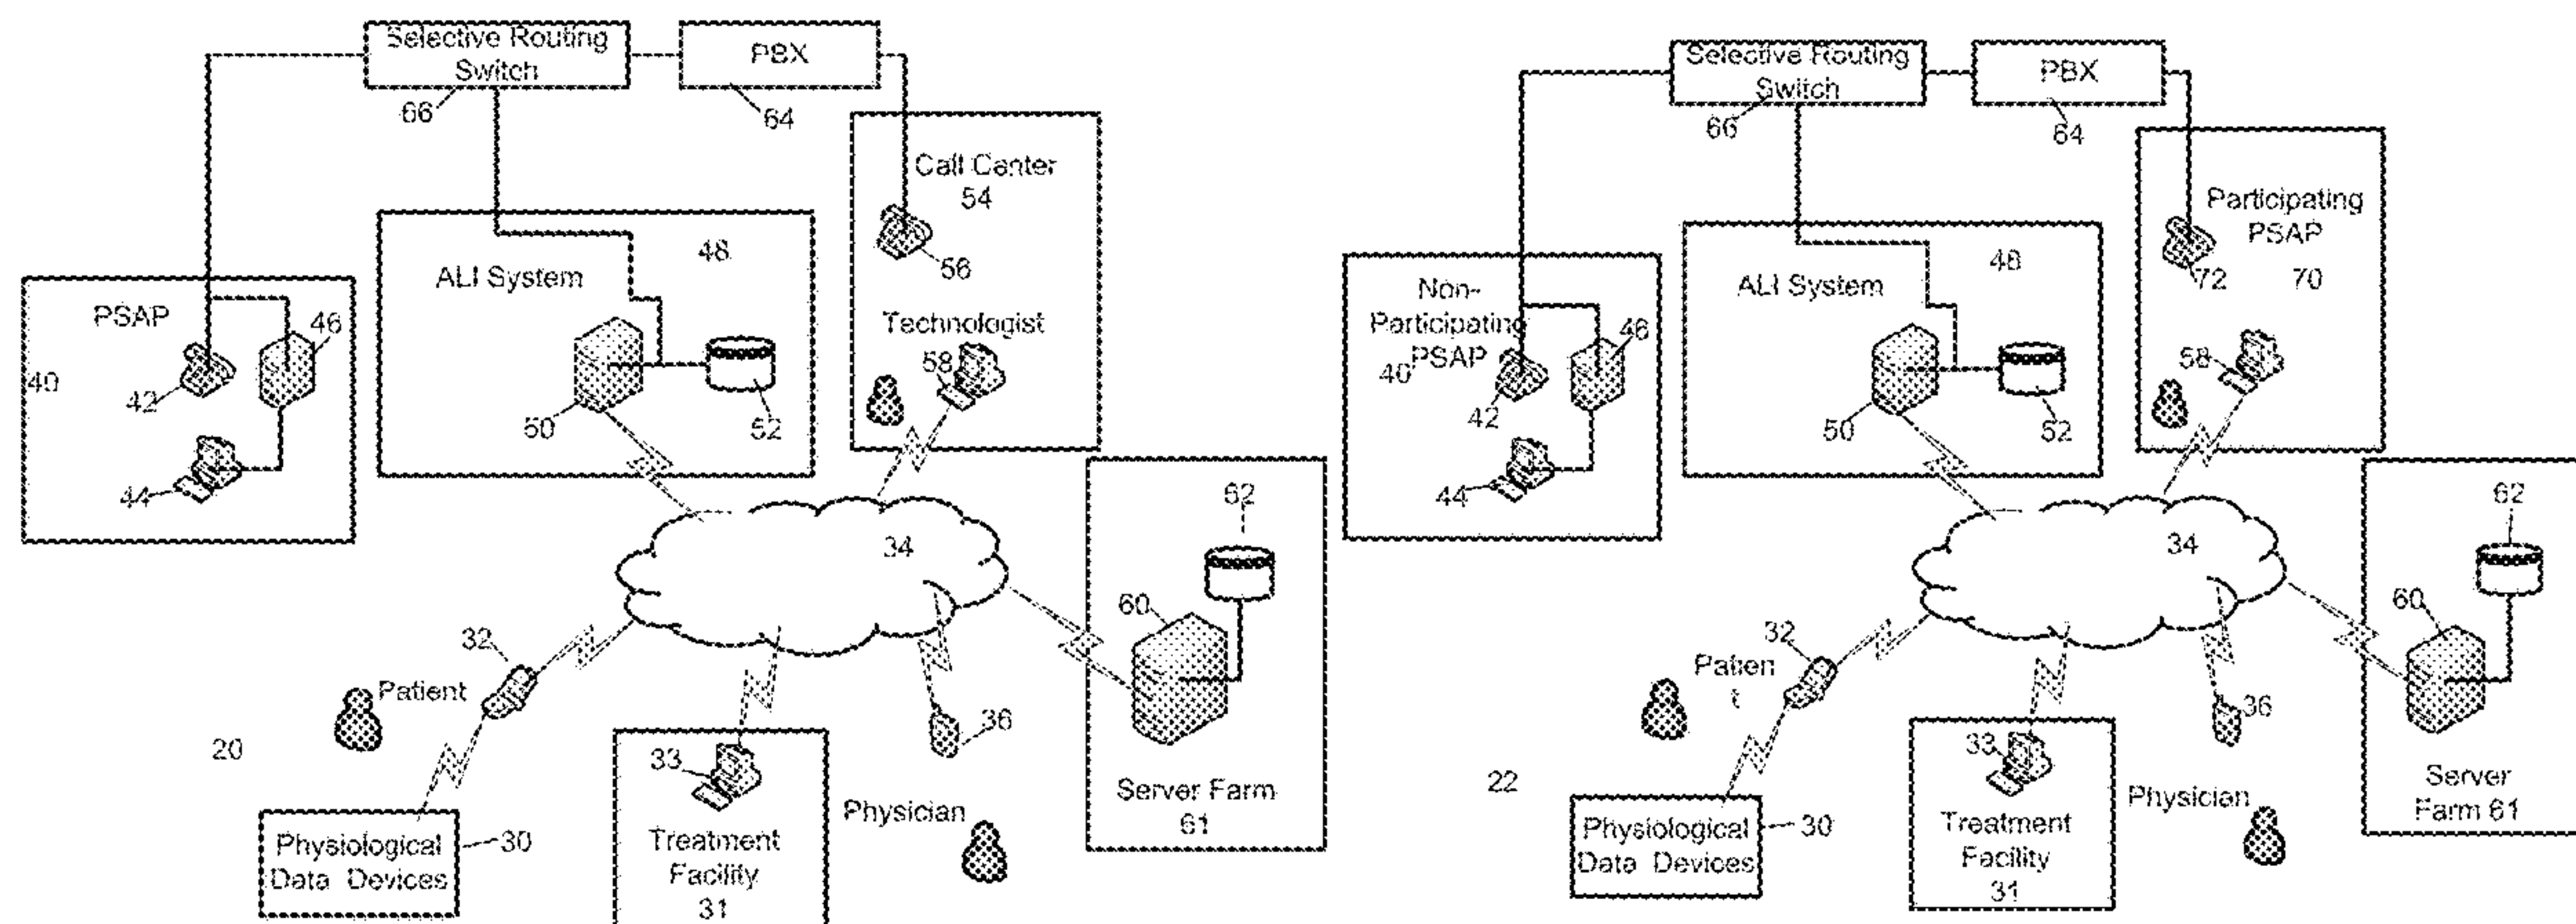 Selective Routing
Switch
66
PBX
64
Call Center
54
56
Technologist
58
ALI System
48
50
52
PSAP
40
42
46
44
34
62
60
Server Farm
61
32
Patient
20
Physiological
Data Devices
30
33
Treatment
Facility
31
36
Physician
Selective Routing
Switch
66
PBX
64
Participating
PSAP
72
70
58
ALI System
48
50
52
Non-
Participating
PSAP
40
42
46
44
34
62
60
Server
Farm 61
32
Patien
t
22
Physiological
Data Devices
30
33
Treatment
Facility
31
36
Physician